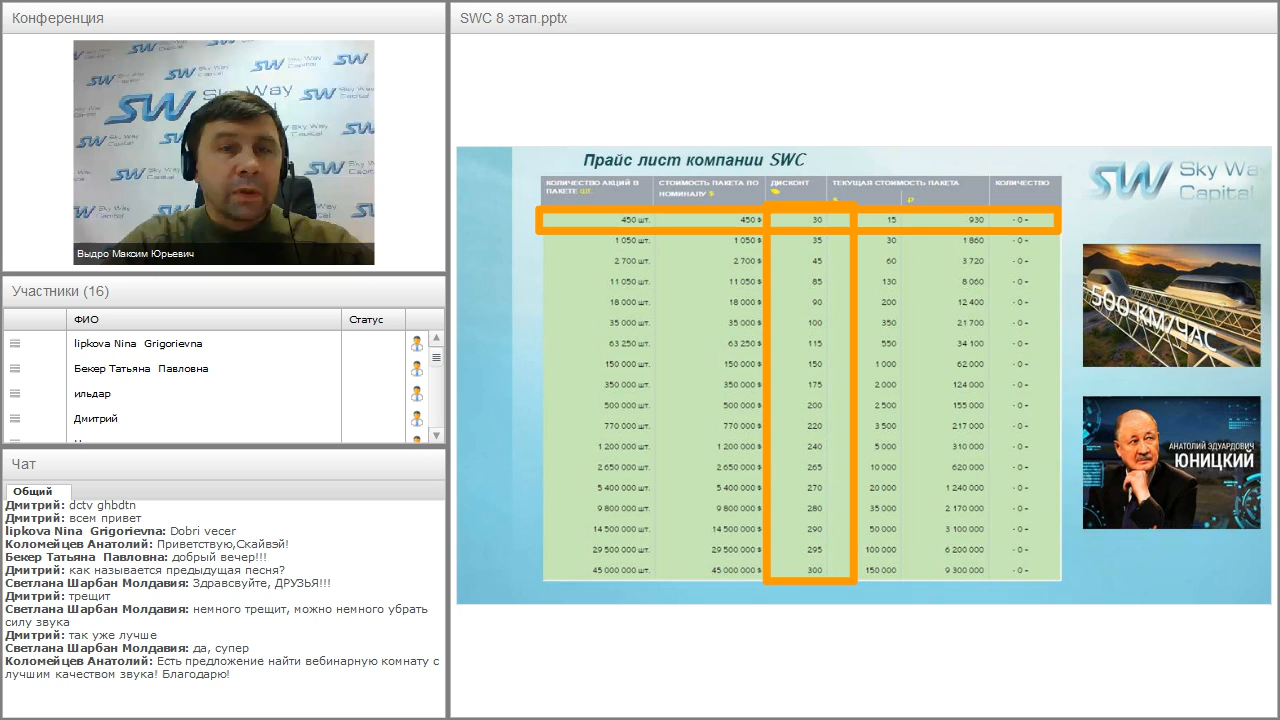 Конференция
SW Sky Way Capital
Выдро Максим Юрьевич
Участники (16)
ФИО Статус
lipkova Nina Grigorievna
Бекер Татьяна Павловна
ильдар
Дмитрий
Чат
Общий
Дмитрий: dctv ghbdtn
Дмитрий: всем привет
lipkova Nina Grigorievna: Dobri vecer
Коломейцев Анатолий: Приветствую,Скайвэй!
Бекер Татьяна Павловна: добрый вечер!!!
Дмитрий: как называется предыдущая песня?
Светлана Шарбан Молдавия: Здравсвуйте, ДРУЗЬЯ!!!
Дмитрий: трещит
Светлана Шарбан Молдавия: немного трещит, можно немного убрать
силу звука
Дмитрий: так уже лучше
Светлана Шарбан Молдавия: да, супер
Коломейцев Анатолий: Есть предложение найти вебинарную комнату с
лучшим качеством звука! Благодарю!
SWC 8 этап.pptx
Прайс лист компании SWC
КОЛИЧЕСТВО АКЦИЙ В ПАКЕТЕ ШТ. СТОИМОСТЬ ПАКЕТА ПО НОМИНАЛУ $ ДИСКОНТ % ТЕКУЩАЯ СТОИМОСТЬ ПАКЕТА $ ₽ КОЛИЧЕСТВО
450 шт. 450 $ 30 15 930 - 0 +
1 050 шт. 1 050 $ 35 30 1 860 - 0 +
2 700 шт. 2 700 $ 45 60 3 720 - 0 +
11 050 шт. 11 050 $ 85 130 8 060 - 0 +
18 000 шт. 18 000 $ 90 200 12 400 - 0 +
35 000 шт. 35 000 $ 100 350 21 700 - 0 +
63 250 шт. 63 250 $ 115 550 34 100 - 0 +
150 000 шт. 150 000 $ 150 1 000 62 000 - 0 +
350 000 шт. 350 000 $ 175 2 000 124 000 - 0 +
500 000 шт. 500 000 $ 200 2 500 155 000 - 0 +
770 000 шт. 770 000 $ 220 3 500 217 000 - 0 +
1 200 000 шт. 1 200 000 $ 240 5 000 310 000 - 0 +
2 650 000 шт. 2 650 000 $ 265 10 000 620 000 - 0 +
5 400 000 шт. 5 400 000 $ 270 20 000 1 240 000 - 0 +
9 800 000 шт. 9 800 000 $ 280 35 000 2 170 000 - 0 +
14 500 000 шт. 14 500 000 $ 290 50 000 3 100 000 - 0 +
29 500 000 шт. 29 500 000 $ 295 100 000 6 200 000 - 0 +
45 000 000 шт. 45 000 000 $ 300 150 000 9 300 000 - 0 +
SW Sky Wa
Capital
500 КМ/ЧАС
АНАТОЛИЙ ЭДУАРДОВИЧ
ЮНИЦКИЙ